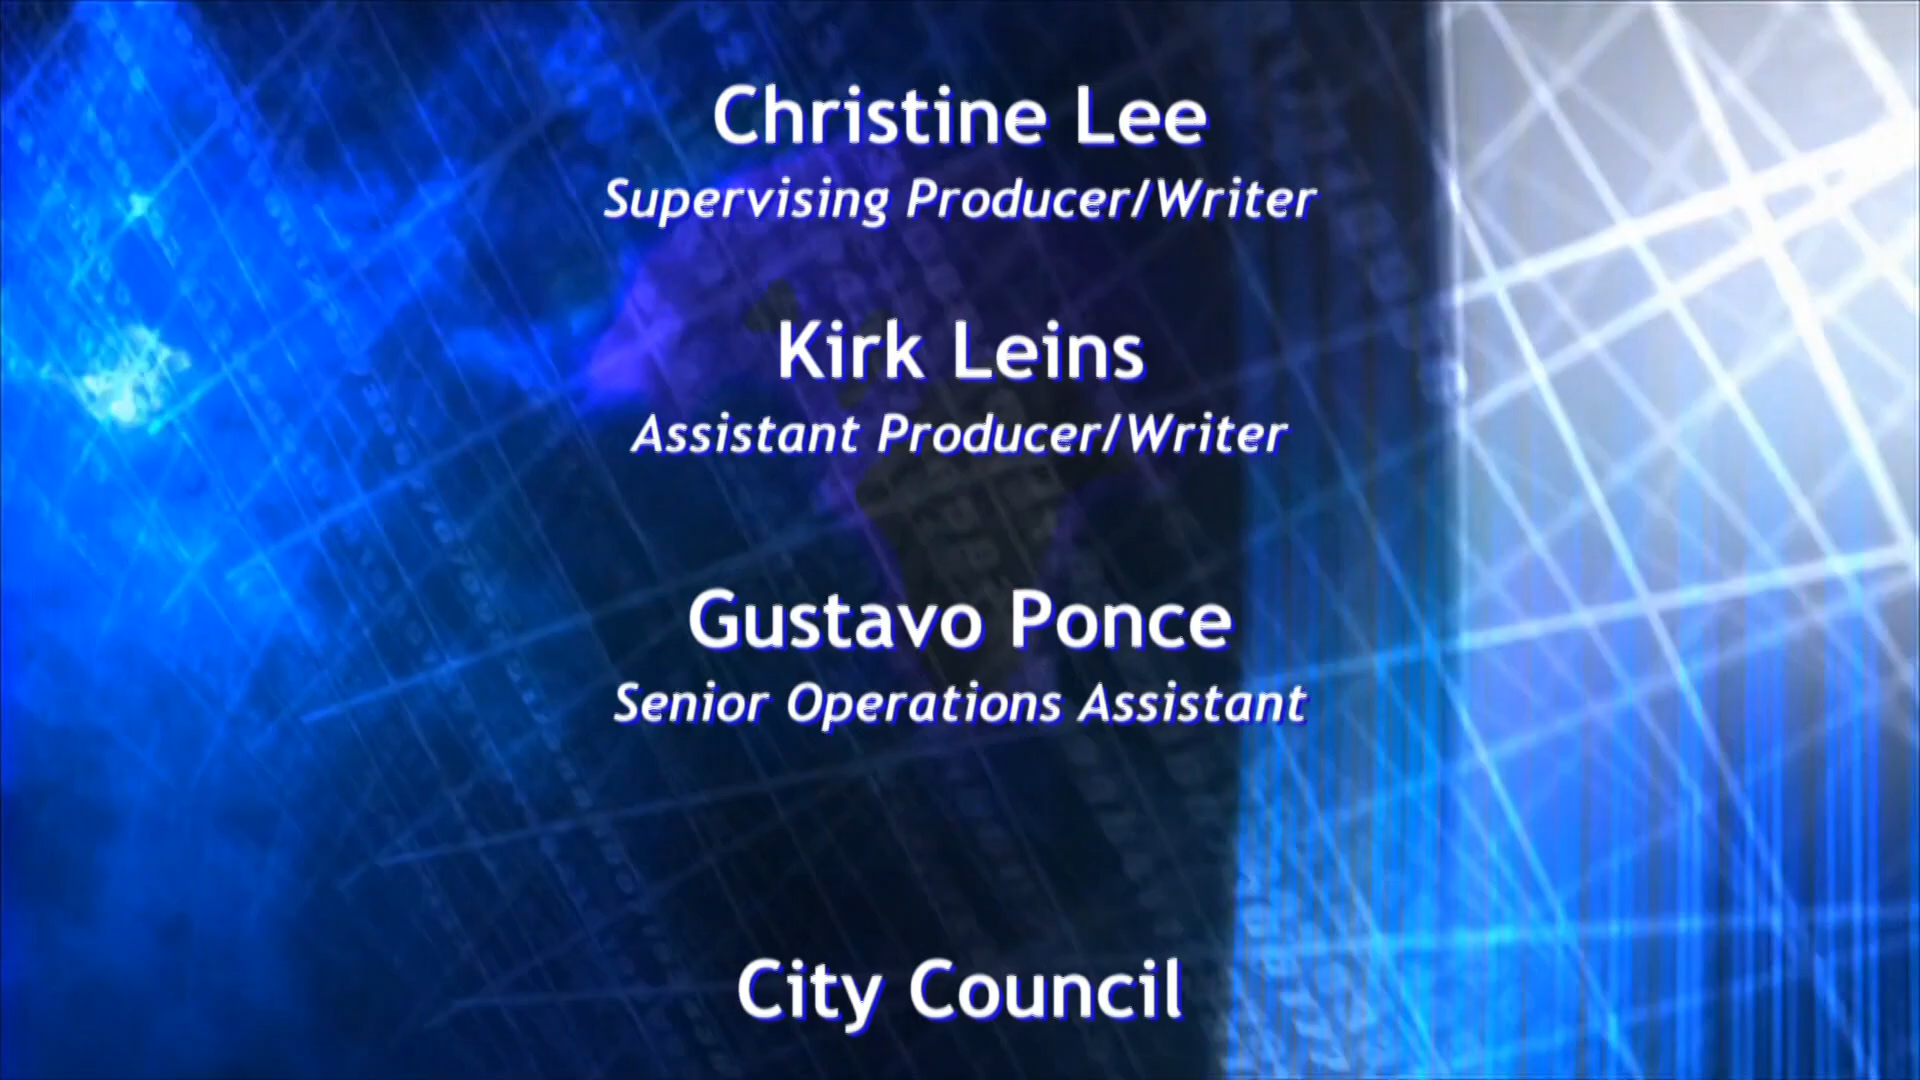 Christine Lee
Supervising Producer/Writer
Kirk Leins
Assistant Producer/Writer
Gustavo Ponce
Senior Operations Assistant
City Council